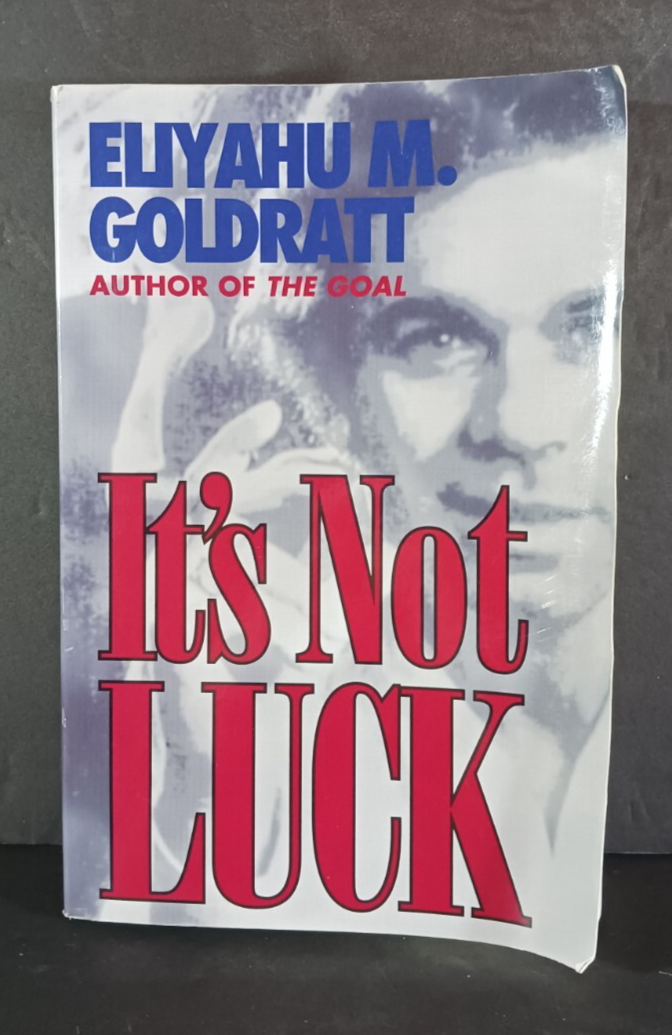 ELIYAHU M.
GOLDRATT
AUTHOR OF THE GOAL
It's Not
LUCK